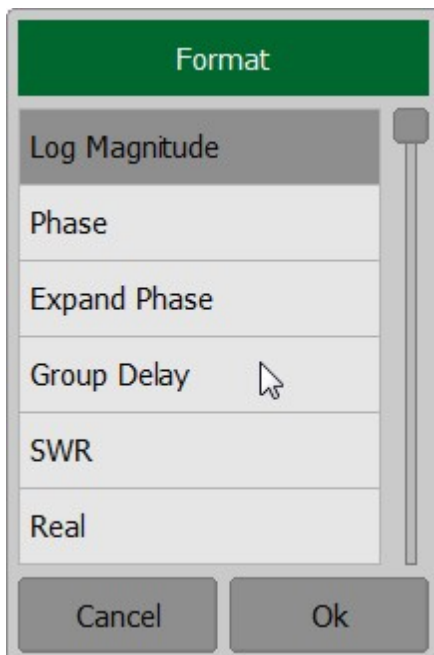 Format
Log Magnitude
Phase
Expand Phase
Group Delay
SWR
Real
Cancel Ok